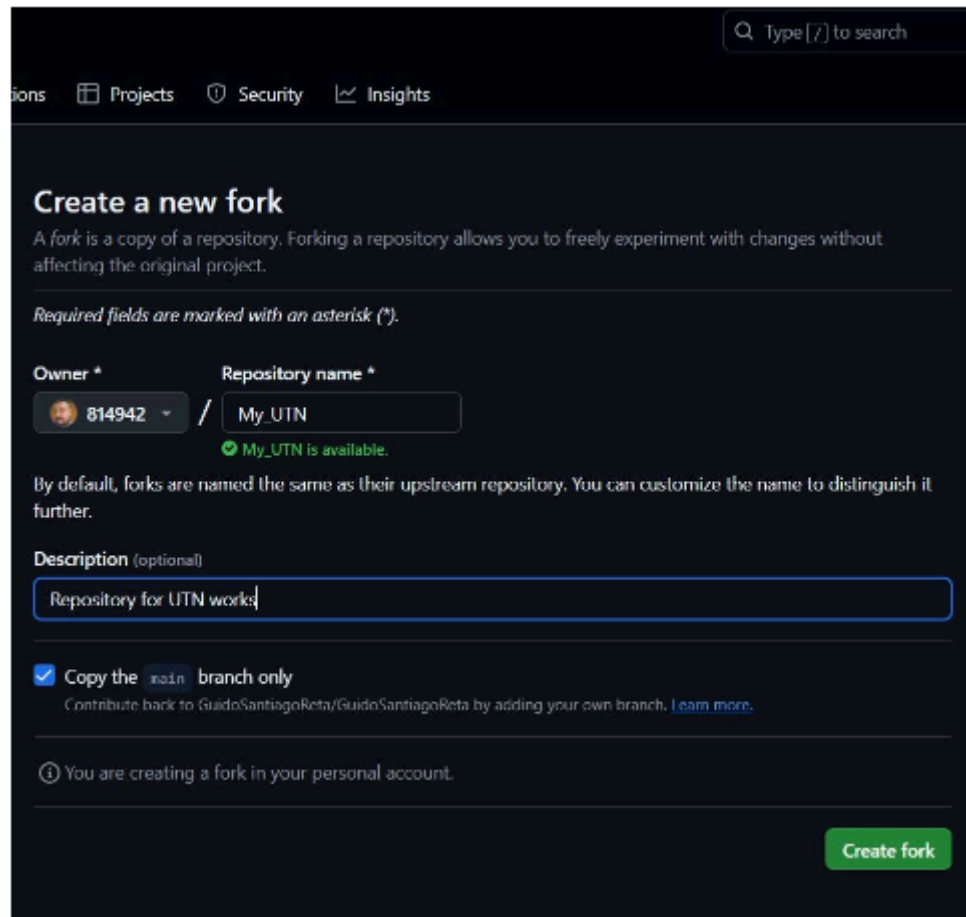 Type [/] to search
ions Projects Security Insights
Create a new fork
A fork is a copy of a repository. Forking a repository allows you to freely experiment with changes without
affecting the original project.
Required fields are marked with an asterisk (*).
Owner * Repository name *
814942 / My_UTN
My_UTN is available.
By default, forks are named the same as their upstream repository. You can customize the name to distinguish it
further.
Description (optional)
Repository for UTN works
Copy the main branch only
Contribute back to GuidoSantiagoReta/GuidoSantiagoReta by adding your own branch. Learn more.
You are creating a fork in your personal account.
Create fork